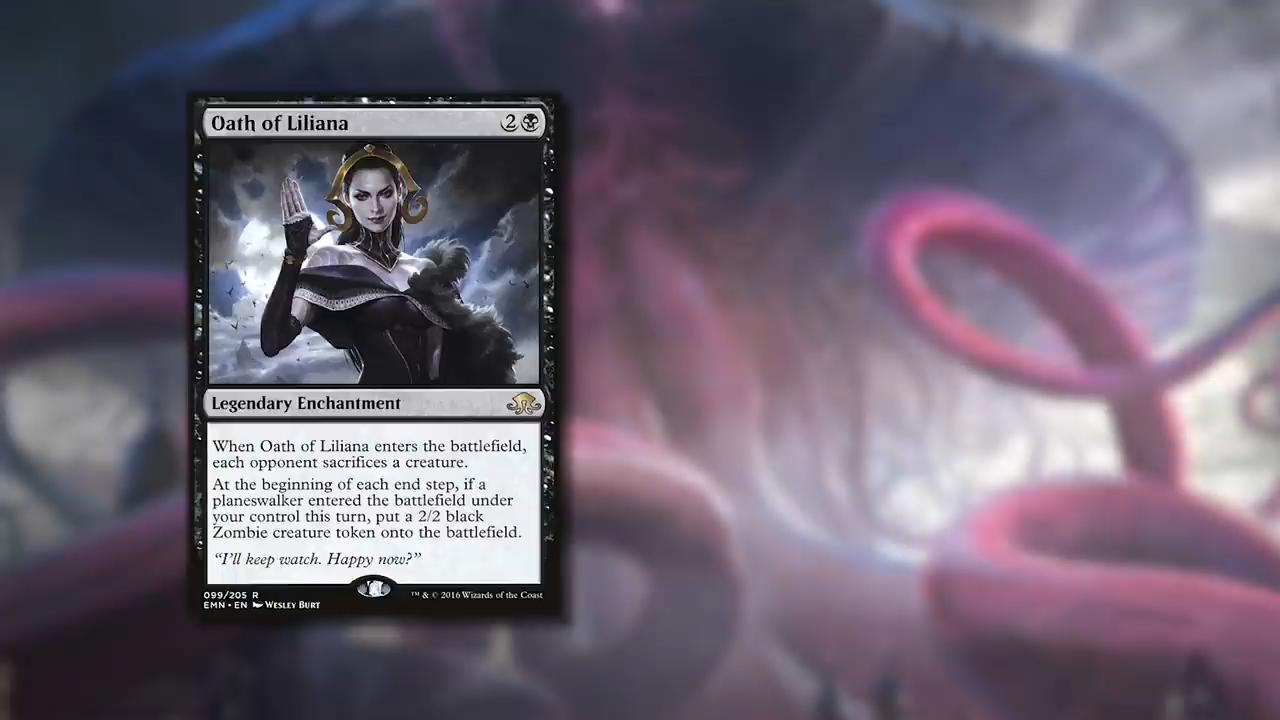 Oath of Liliana 2
Legendary Enchantment
When Oath of Liliana enters the battlefield,
each opponent sacrifices a creature.
At the beginning of each end step, if a
planeswalker entered the battlefield under
your control this turn, put a 2/2 black
Zombie creature token onto the battlefield.
“I’ll keep watch. Happy now?”
099/205 R
EMN • EN Wesley Burt
™ & © 2016 Wizards of the Coast